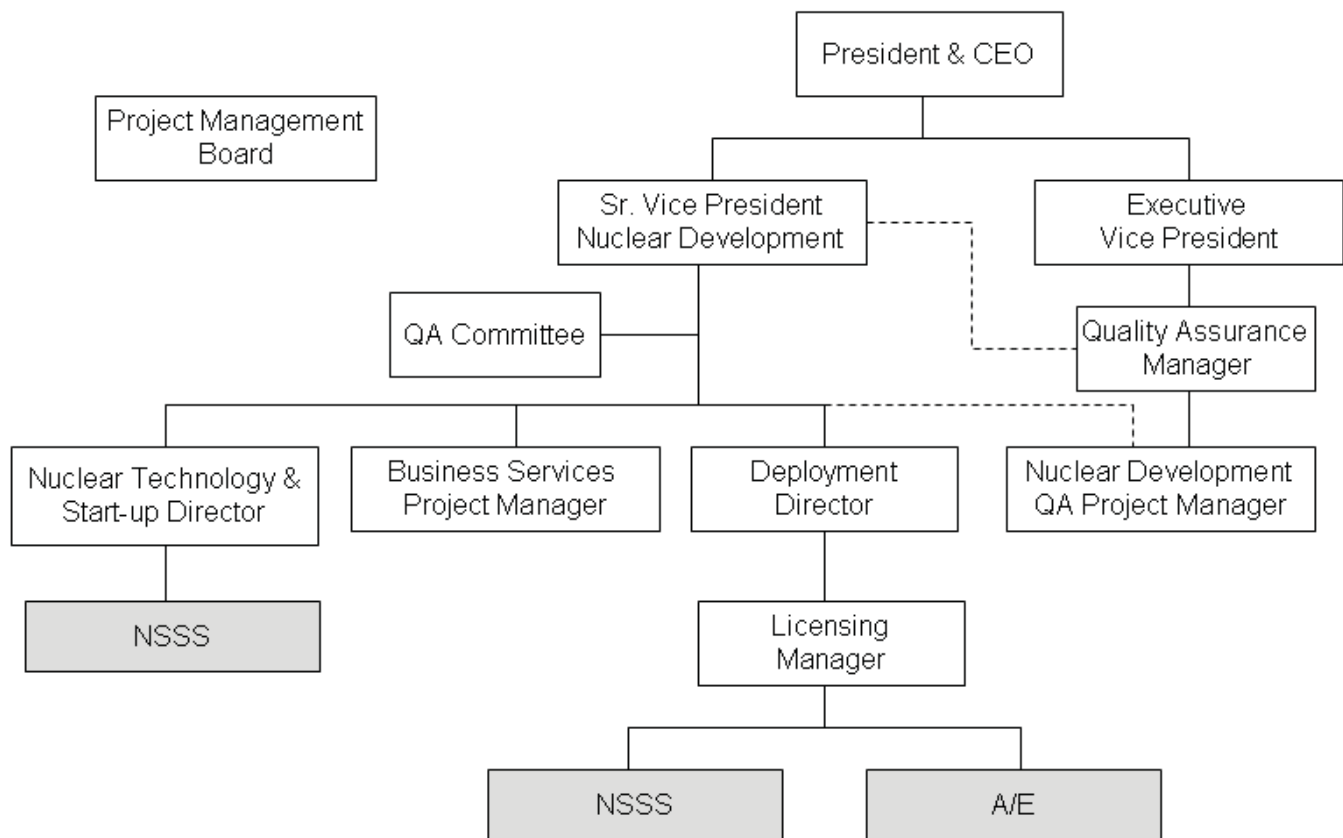 President & CEO
Project Management
Board
Sr. Vice President
Nuclear Development
Executive
Vice President
QA Committee
Quality Assurance
Manager
Nuclear Technology &
Start-up Director
Business Services
Project Manager
Deployment
Director
Nuclear Development
QA Project Manager
NSSS
Licensing
Manager
NSSS
A/E